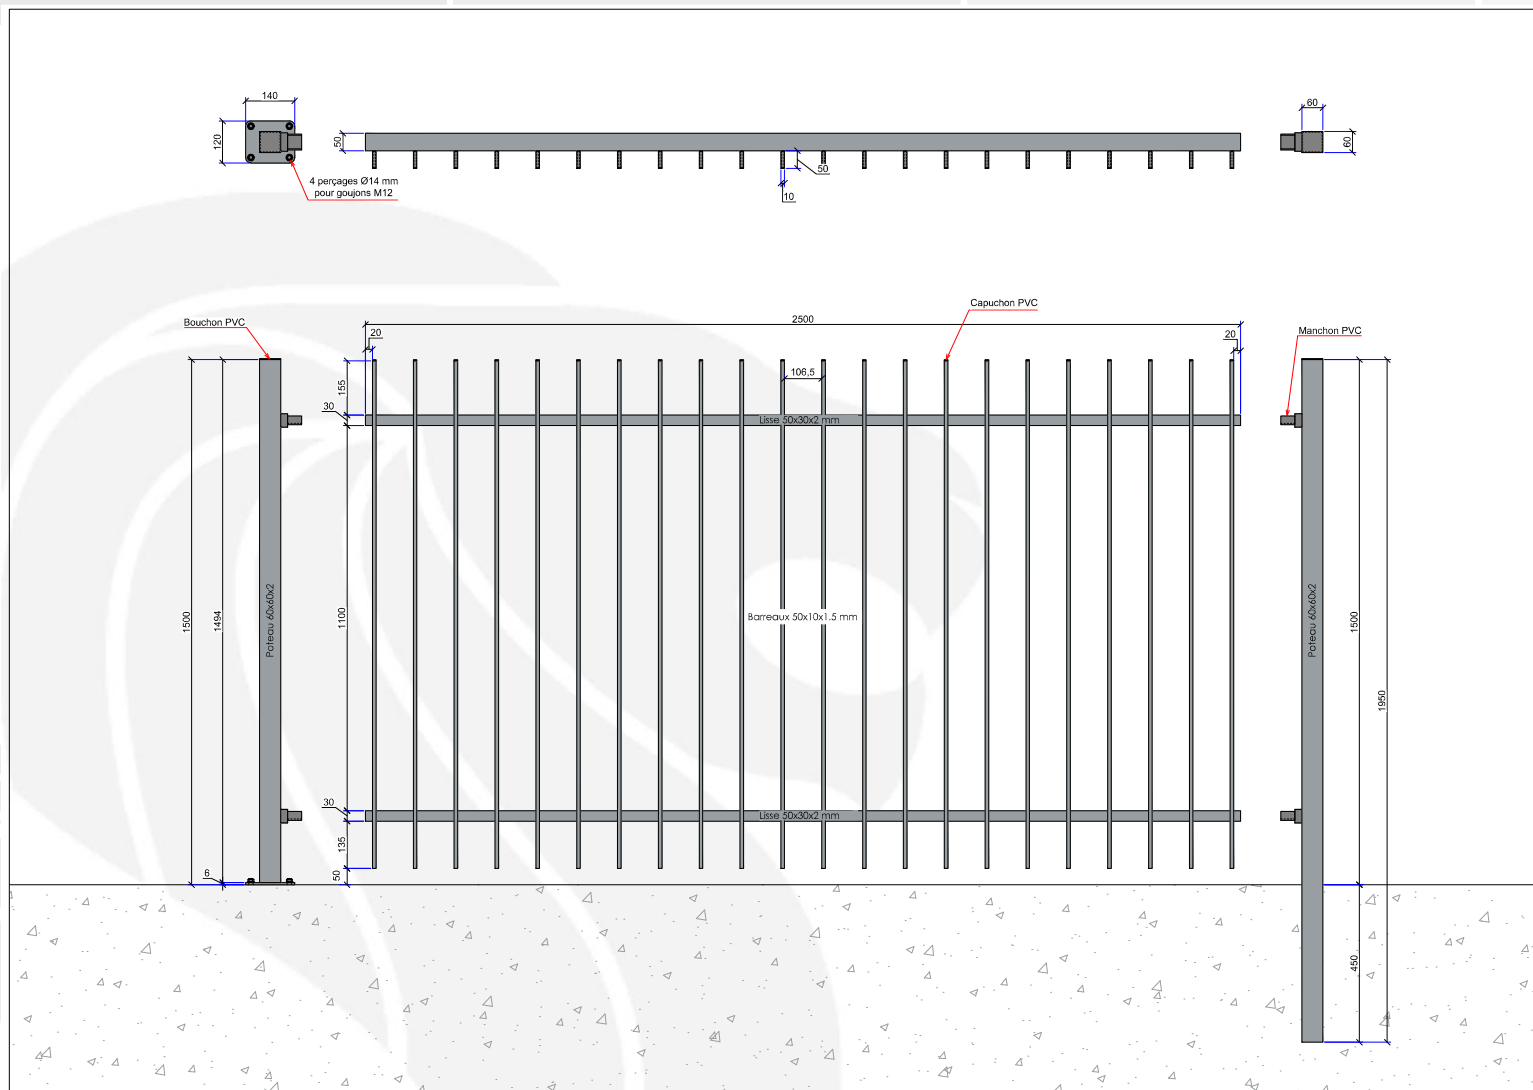 140
120
4 perçages Ø14 mm
pour goujons M12
50
50
10
60
60
Bouchon PVC
2500
Capuchon PVC
Manchon PVC
20
20
155
30
106,5
Lisse 50x30x2 mm
1500
1494
Poteau 60x60x2
1100
Barreaux 50x10x1.5 mm
Poteau 60x60x2
1500
1950
30
Lisse 50x30x2 mm
135
6
50
450